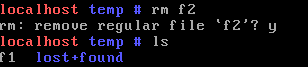 localhost temp # rm f2
rm: remove regular file `f2'? y
localhost temp # ls
f1  lost+found